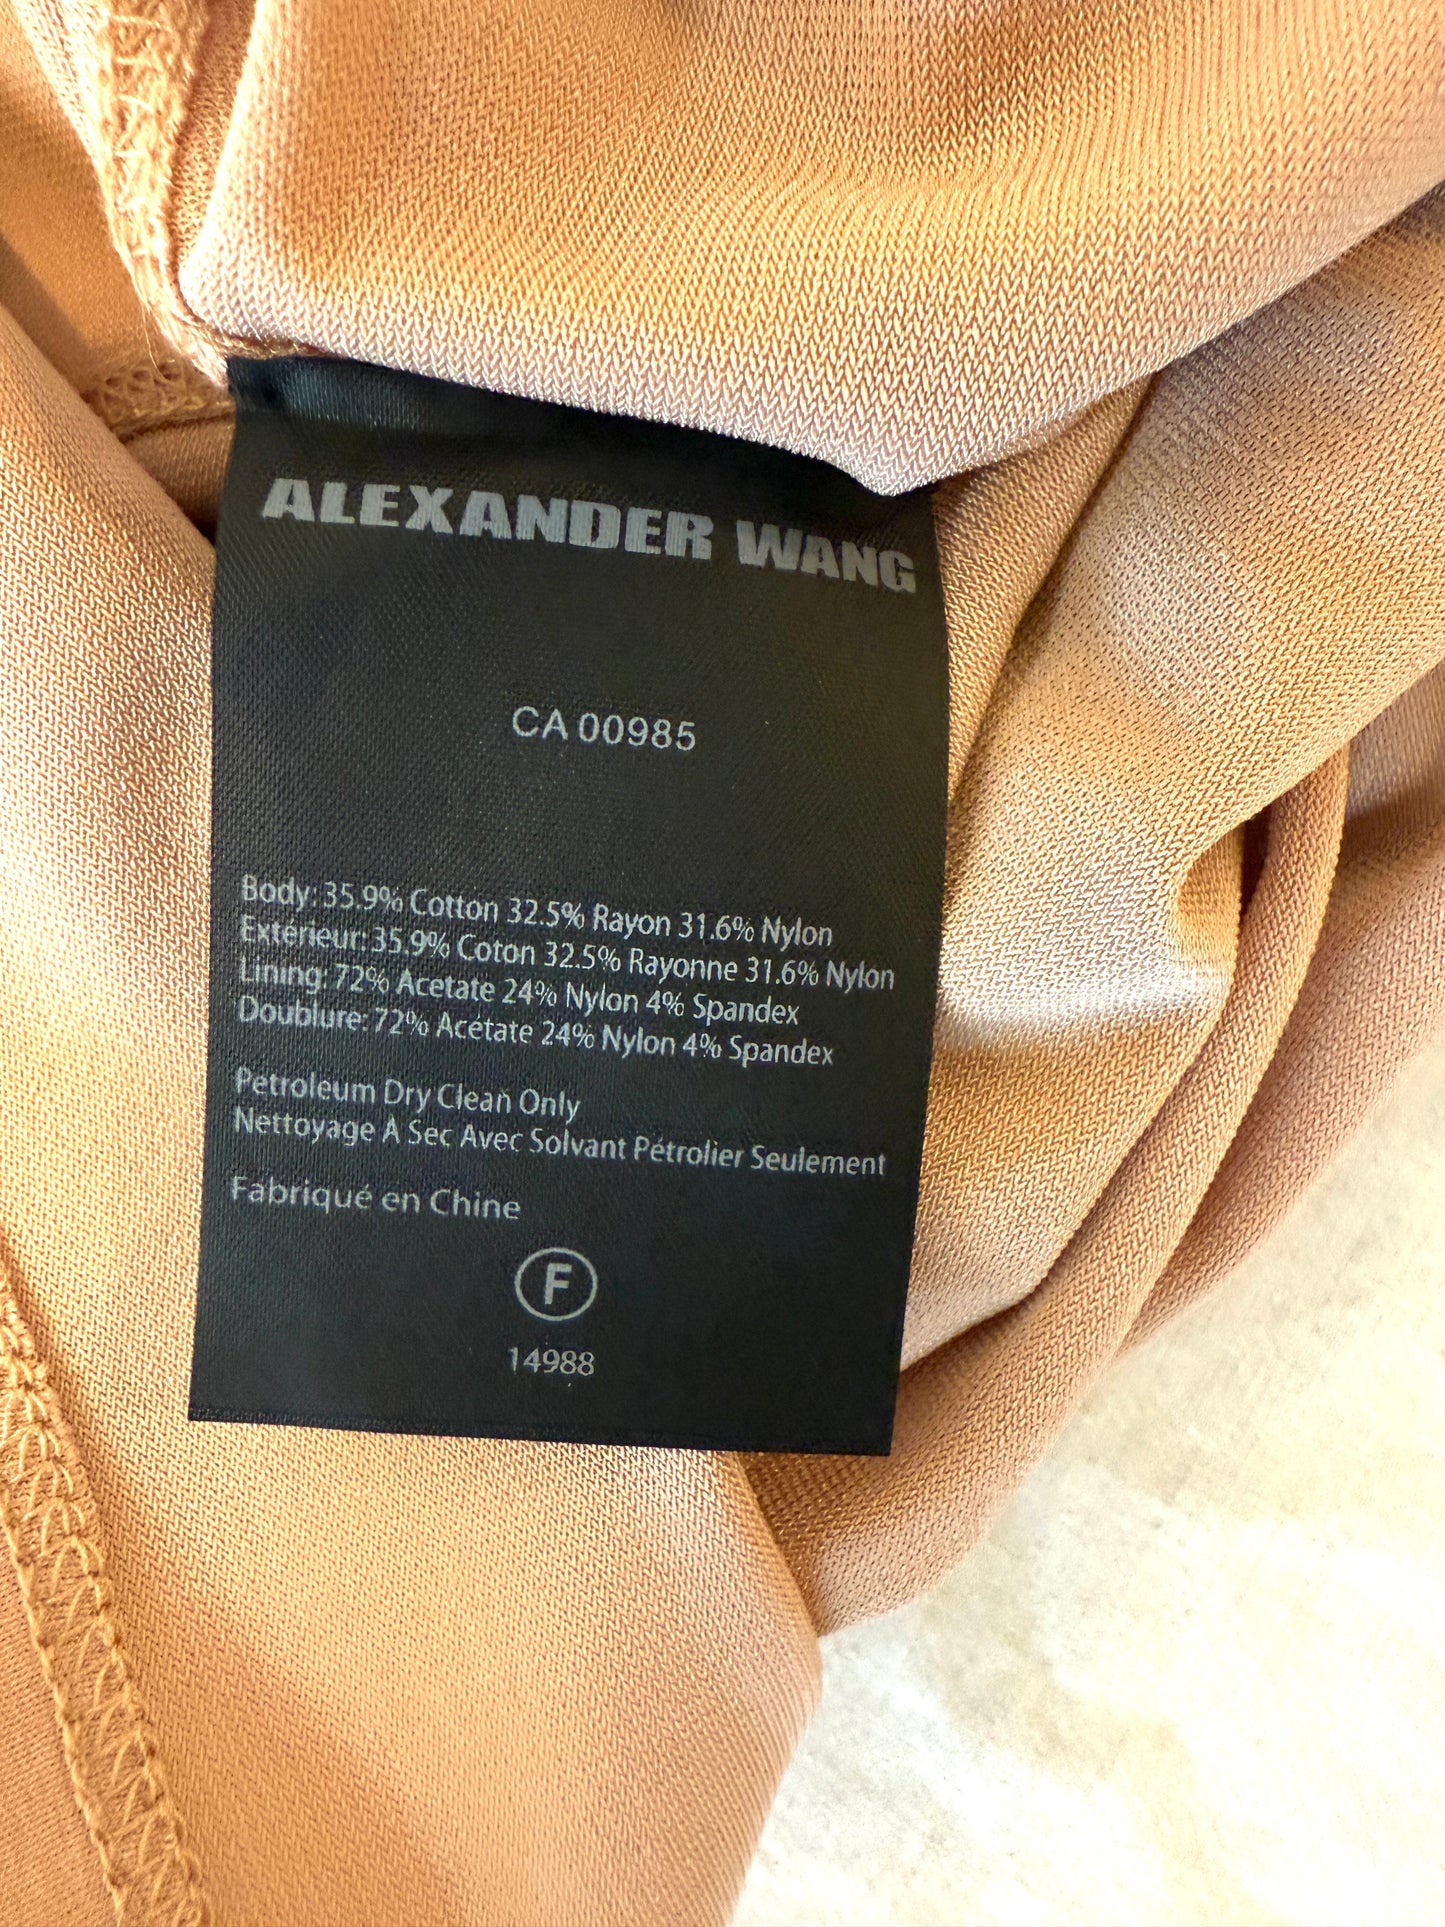 ALEXANDER WANG
CA 00985
Body: 35.9% Cotton 32.5% Rayon 31.6% Nylon
Extérieur: 35.9% Coton 32.5% Rayonne 31.6% Nylon
Lining: 72% Acetate 24% Nylon 4% Spandex
Doublure: 72% Acétate 24% Nylon 4% Spandex
Petroleum Dry Clean Only
Nettoyage À Sec Avec Solvant Pétrolier Seulement
Fabriqué en Chine
F
14988